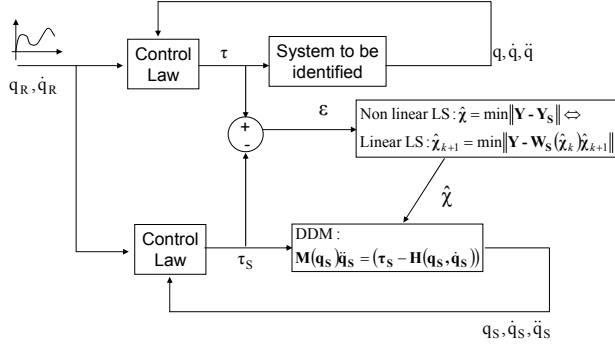 q_R, q̇_R
Control
Law
τ
System to be
identified
q, q̇, q̈
+
-
ε
Non linear LS : χ̂ = min‖Y - Y_S‖ ⇔
Linear LS : χ̂_{k+1} = min‖Y - W_S(χ̂_k)χ̂_{k+1}‖
χ̂
Control
Law
τ_S
DDM :
M(q_S)q̈_S = (τ_S − H(q_S, q̇_S))
q_S, q̇_S, q̈_S